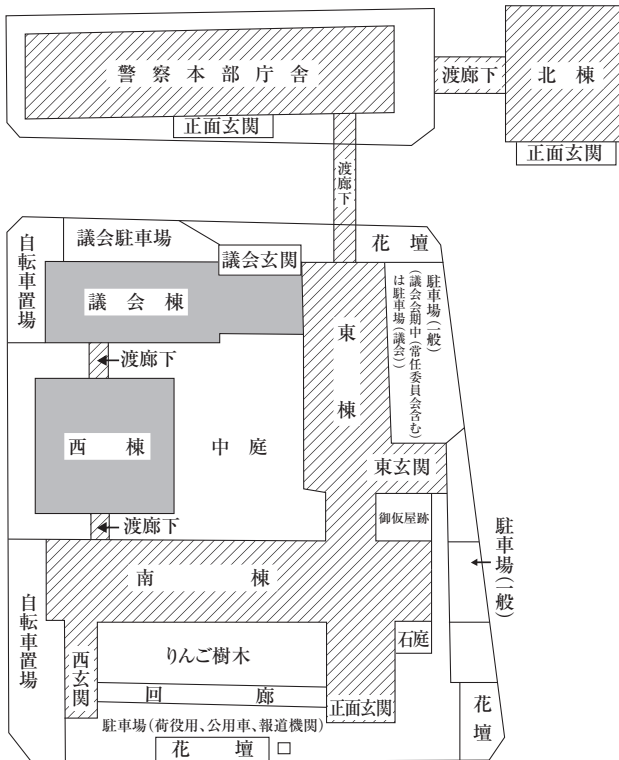 警察本部庁舎
渡廊下
北棟
正面玄関
正面玄関
渡廊下
自転車置場
議会駐車場
議会玄関
花壇
駐車場(一般)
(議会会期中(常任委員会含む)
は駐車場(議会))
議会棟
東棟
渡廊下
西棟
中庭
東玄関
渡廊下
御仮屋跡
駐車場(一般)
南棟
自転車置場
西玄関
りんご樹木
石庭
回廊
正面玄関
花壇
駐車場(荷役用、公用車、報道機関)
花壇